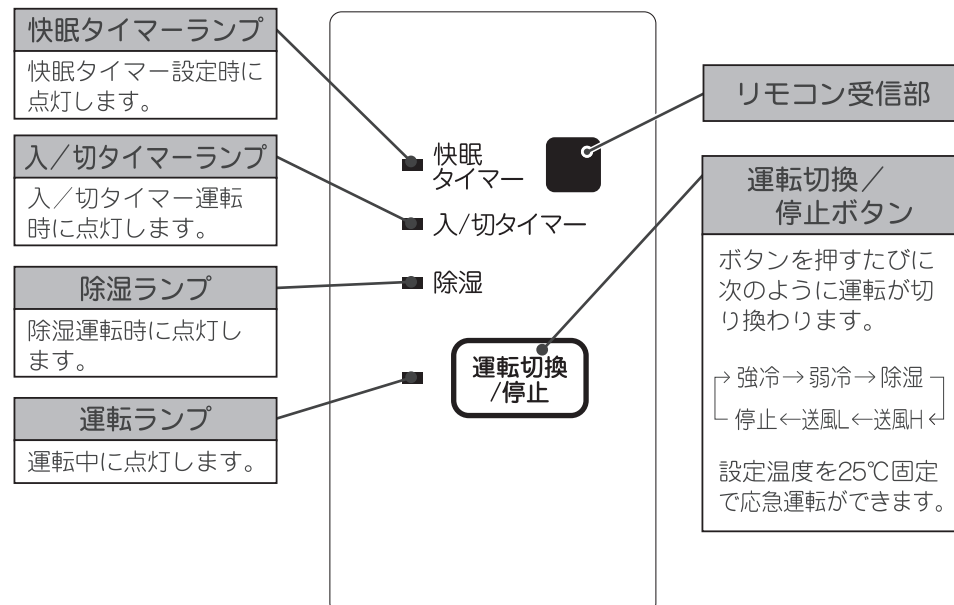 快眠タイマーランプ
快眠タイマー設定時に
点灯します。
入／切タイマーランプ
入／切タイマー運転
時に点灯します。
除湿ランプ
除湿運転時に点灯し
ます。
運転ランプ
運転中に点灯します。
快眠
タイマー
入/切タイマー
除湿
運転切換
/停止
リモコン受信部
運転切換／
停止ボタン
ボタンを押すたびに
次のように運転が切
り換わります。
→強冷→弱冷→除湿
停止←送風L←送風H←
設定温度を25℃固定
で応急運転ができます。